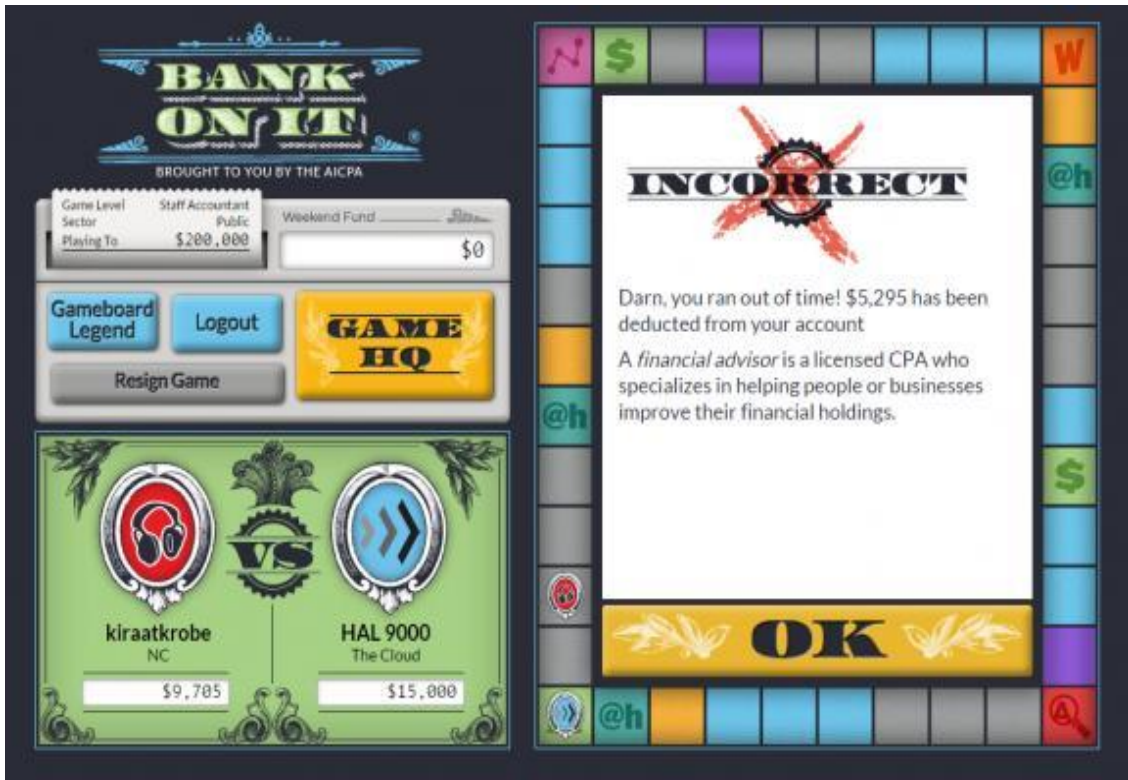 BANK
ON IT!
®
BROUGHT TO YOU BY THE AICPA
Game Level Staff Accountant
Sector Public
Playing To $200,000
Weekend Fund
$0
Gameboard
Legend
Logout
GAME
HQ
Resign Game
VS
kiraatkrobe
NC
$9,705
HAL 9000
The Cloud
$15,000
$
W
@h
INCORRECT
Darn, you ran out of time! $5,295 has been
deducted from your account
A financial advisor is a licensed CPA who
specializes in helping people or businesses
improve their financial holdings.
@h
$
OK
@h
A